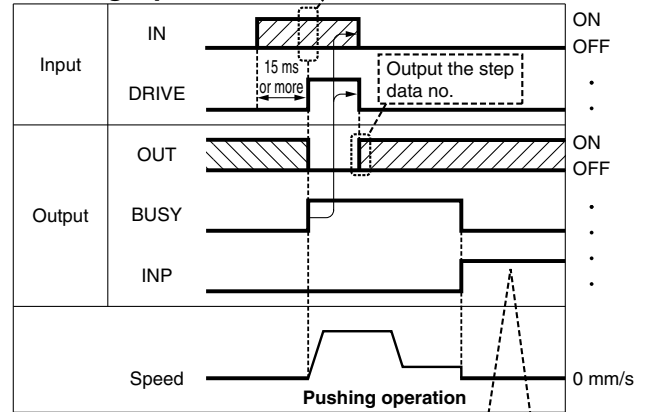 IN
ON
OFF
Input
15 ms
or more
Output the step
data no.
DRIVE
OUT
ON
OFF
Output
BUSY
INP
Speed
0 mm/s
Pushing operation